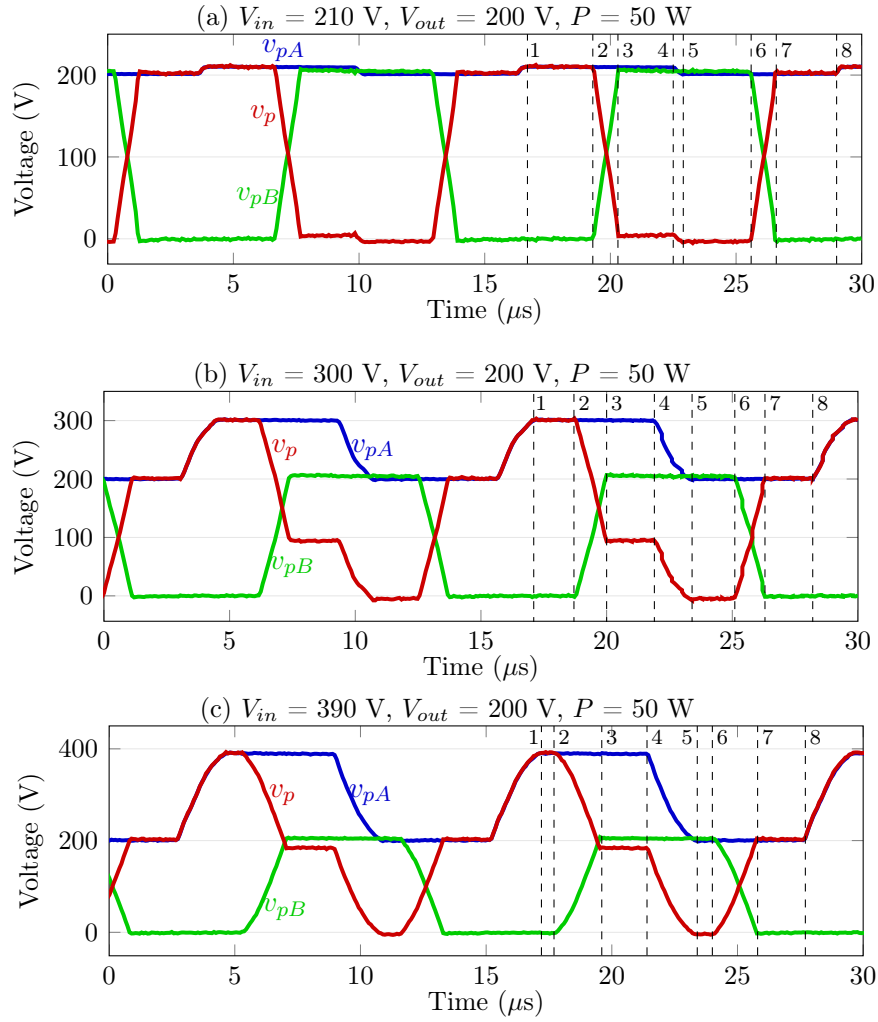 (a) V_in = 210 V, V_out = 200 V, P = 50 W
v_pA
v_p
v_pB
1 2 3 4 5 6 7 8
200
100
0
Voltage (V)
0 5 10 15 20 25 30
Time (μs)
(b) V_in = 300 V, V_out = 200 V, P = 50 W
1 2 3 4 5 6 7 8
v_p
v_pA
v_pB
300
200
100
0
Voltage (V)
0 5 10 15 20 25 30
Time (μs)
(c) V_in = 390 V, V_out = 200 V, P = 50 W
1 2 3 4 5 6 7 8
v_p
v_pA
v_pB
400
200
0
Voltage (V)
0 5 10 15 20 25 30
Time (μs)